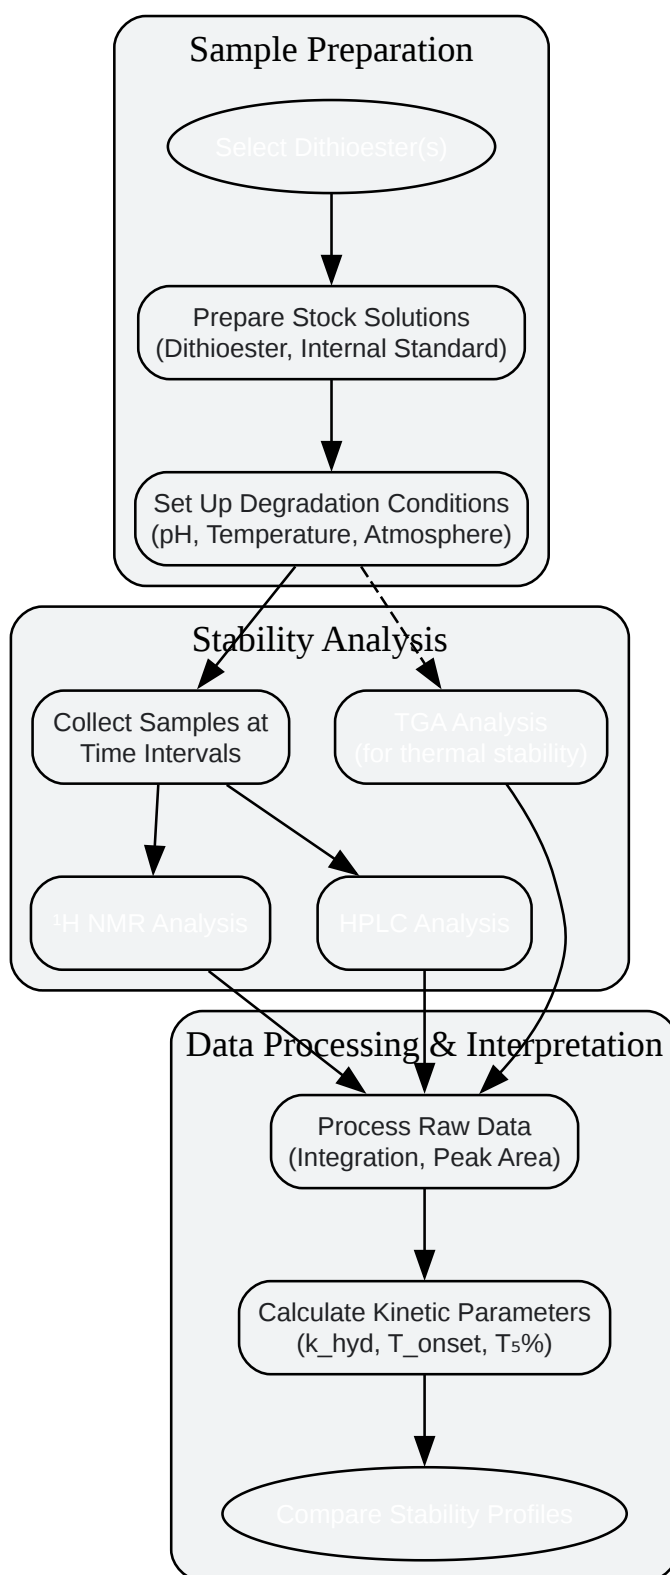 Sample Preparation
Select Dithioester(s)
Prepare Stock Solutions
(Dithioester, Internal Standard)
Set Up Degradation Conditions
(pH, Temperature, Atmosphere)
Stability Analysis
Collect Samples at
Time Intervals
TGA Analysis
(for thermal stability)
¹H NMR Analysis
HPLC Analysis
Data Processing & Interpretation
Process Raw Data
(Integration, Peak Area)
Calculate Kinetic Parameters
(k_hyd, T_onset, T₅%)
Compare Stability Profiles